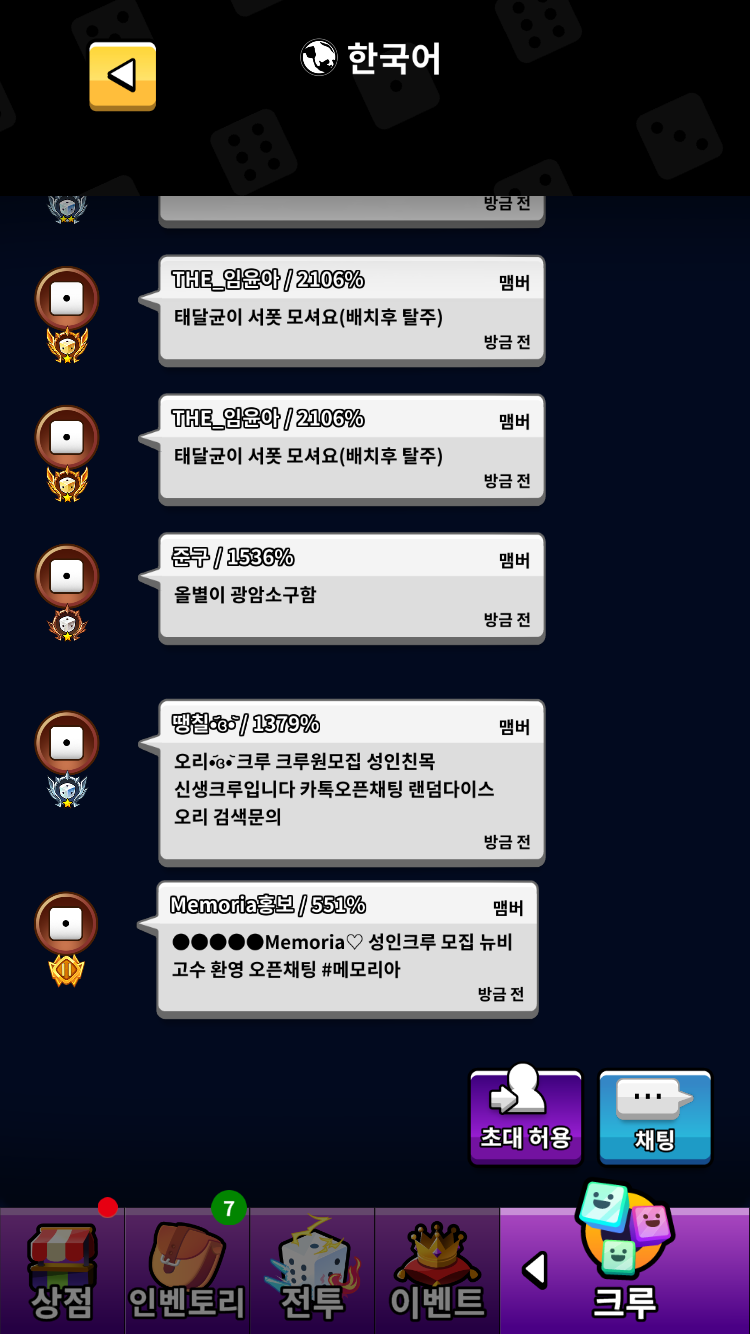 한국어
방금 전
THE_임윤아 / 2106%
맴버
태달균이 서폿 모셔요(배치후 탈주)
방금 전
THE_임윤아 / 2106%
맴버
태달균이 서폿 모셔요(배치후 탈주)
방금 전
준구 / 1536%
맴버
올별이 광암소구함
방금 전
땡칠•᷄ɞ•᷅ / 1379%
맴버
오리•᷄ɞ•᷅ 크루 크루원모집 성인친목
신생크루입니다 카톡오픈채팅 랜덤다이스
오리 검색문의
방금 전
Memoria홍보 / 551%
맴버
●●●●●Memoria♡ 성인크루 모집 뉴비
고수 환영 오픈채팅 #메모리아
방금 전
초대 허용
채팅
7
상점
인벤토리
전투
이벤트
크루